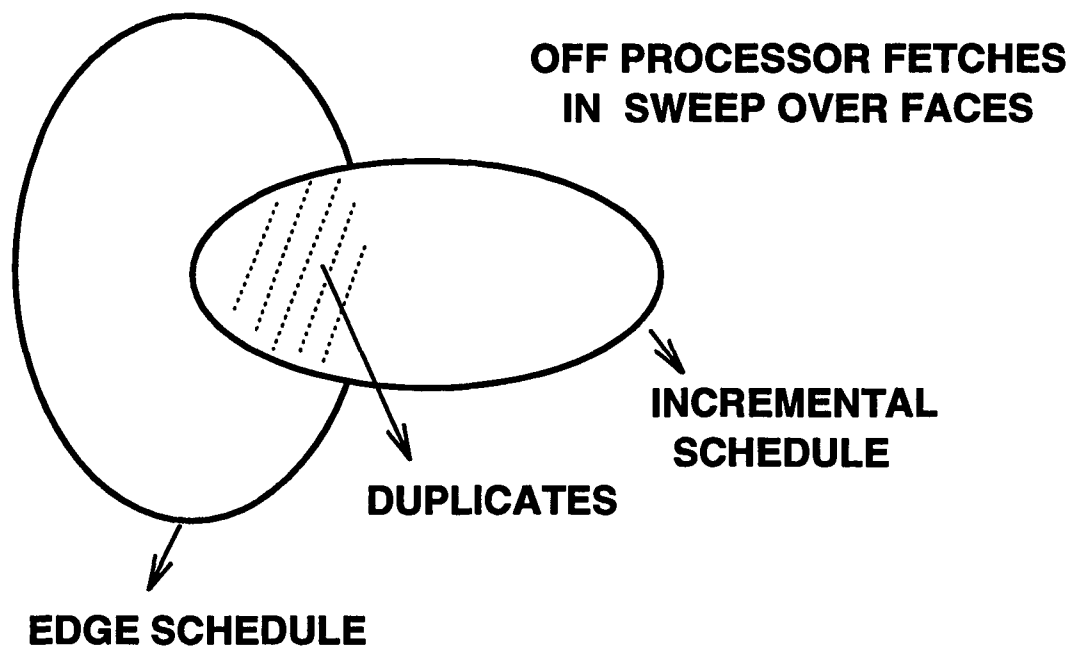 OFF PROCESSOR FETCHES
IN SWEEP OVER FACES
INCREMENTAL
SCHEDULE
DUPLICATES
EDGE SCHEDULE